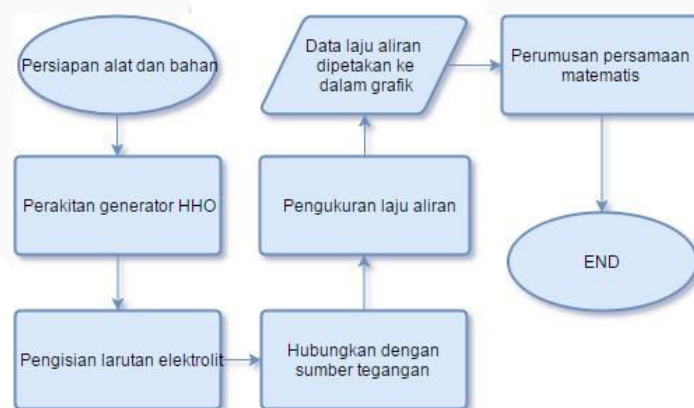 Persiapan alat dan bahan
Perakitan generator HHO
Pengisian larutan elektrolit
Hubungkan dengan
sumber tegangan
Pengukuran laju aliran
Data laju aliran
dipetakan ke
dalam grafik
Perumusan persamaan
matematis
END